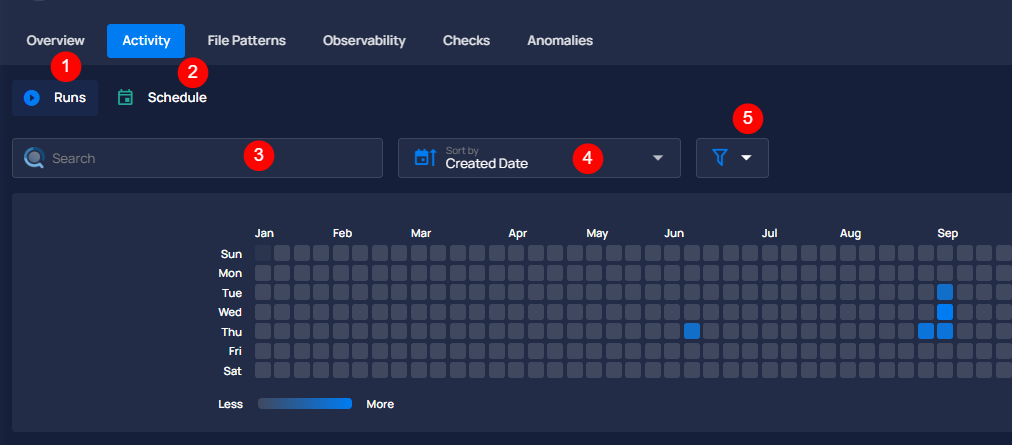 Overview Activity File Patterns Observability Checks Anomalies
1 2
Runs Schedule
5
Search 3 Sort by Created Date 4
Jan Feb Mar Apr May Jun Jul Aug Sep
Sun
Mon
Tue
Wed
Thu
Fri
Sat
Less More